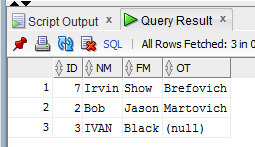 Script Output × Query Result ×
SQL | All Rows Fetched: 3 in 0
ID NM FM OT
1 7 Irvin Show Brefovich
2 2 Bob Jason Martovich
3 3 IVAN Black (null)